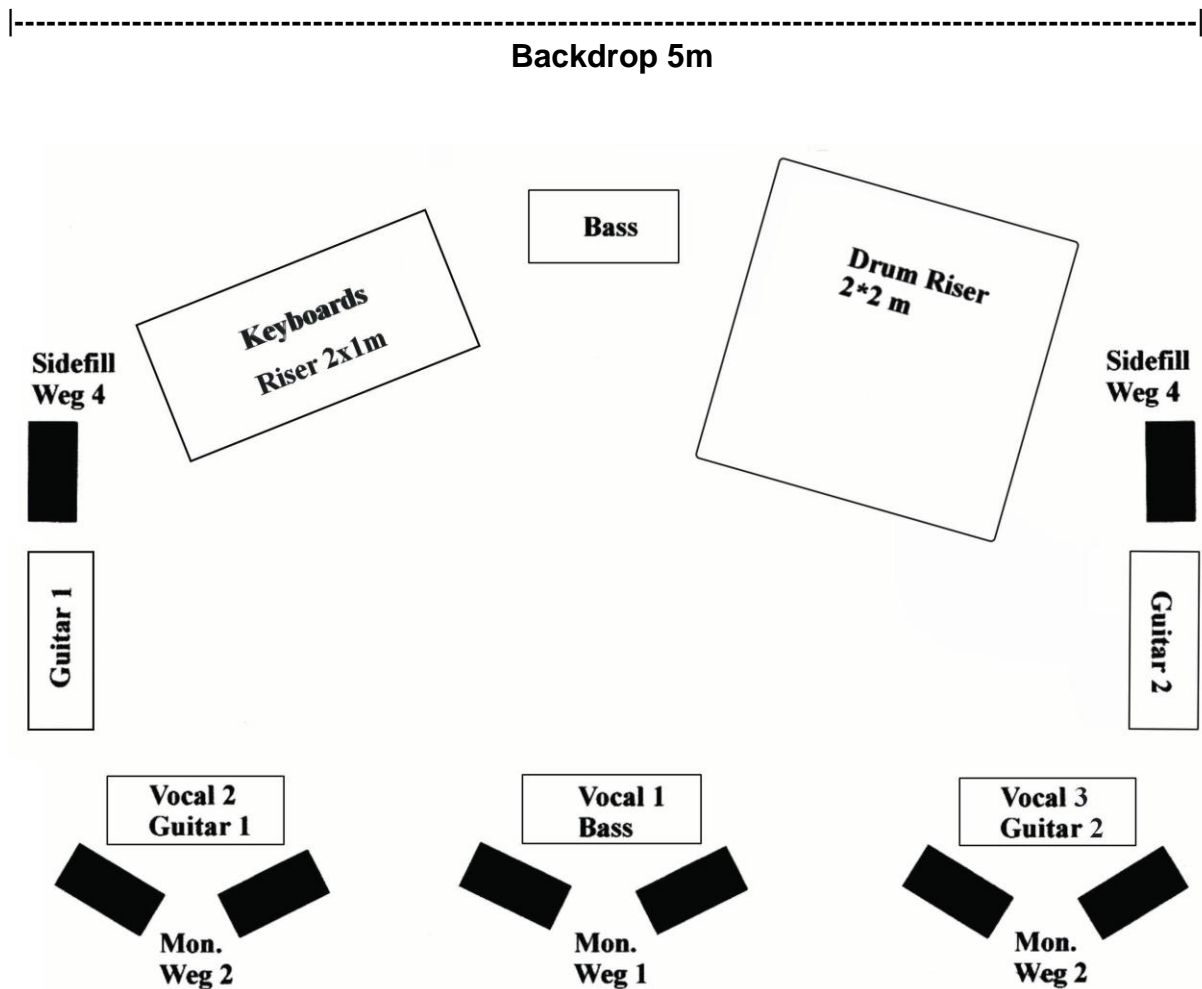 Backdrop 5m
Bass
Drum Riser
2*2 m
Keyboards
Riser 2x1m
Sidefill
Weg 4
Sidefill
Weg 4
Guitar 1
Guitar 2
Vocal 2
Guitar 1
Vocal 1
Bass
Vocal 3
Guitar 2
Mon.
Weg 2
Mon.
Weg 1
Mon.
Weg 2